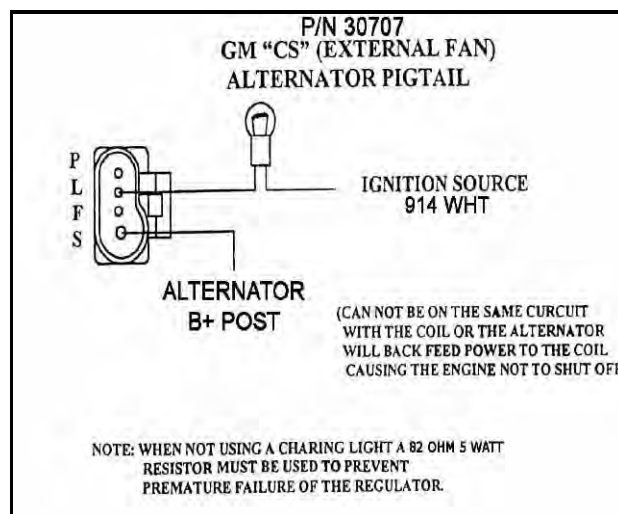 P/N 30707
GM "CS" (EXTERNAL FAN)
ALTERNATOR PIGTAIL
P
L
F
S
IGNITION SOURCE
914 WHT
ALTERNATOR
B+ POST
(CAN NOT BE ON THE SAME CURCUIT
WITH THE COIL OR THE ALTERNATOR
WILL BACK FEED POWER TO THE COIL
CAUSING THE ENGINE NOT TO SHUT OFF
NOTE: WHEN NOT USING A CHARING LIGHT A 82 OHM 5 WATT
RESISTOR MUST BE USED TO PREVENT
PREMATURE FAILURE OF THE REGULATOR.